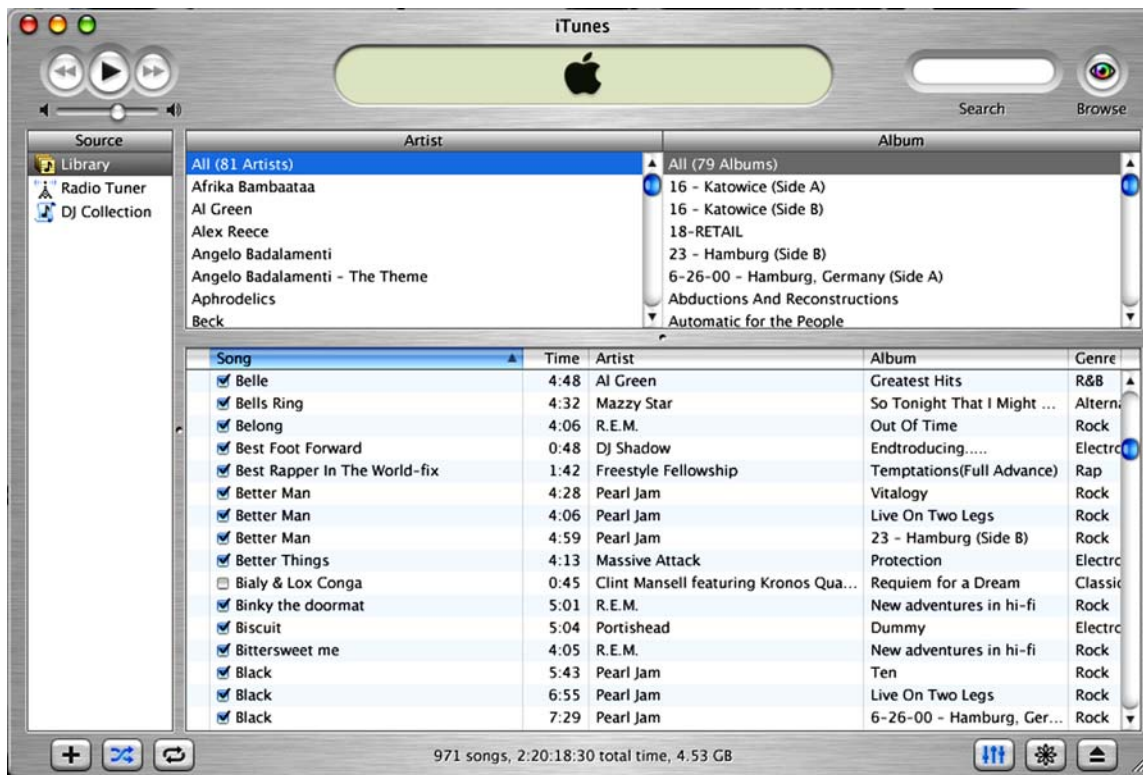 iTunes
Search
Browse
Source
Artist
Album
Library
Radio Tuner
DJ Collection
All (81 Artists)
Afrika Bambaataa
Al Green
Alex Reece
Angelo Badalamenti
Angelo Badalamenti - The Theme
Aphrodelics
Beck
All (79 Albums)
16 - Katowice (Side A)
16 - Katowice (Side B)
18-RETAIL
23 - Hamburg (Side B)
6-26-00 - Hamburg, Germany (Side A)
Abductions And Reconstructions
Automatic for the People
Song Time Artist Album Genre
Belle 4:48 Al Green Greatest Hits R&B
Bells Ring 4:32 Mazzy Star So Tonight That I Might ... Alterna
Belong 4:06 R.E.M. Out Of Time Rock
Best Foot Forward 0:48 DJ Shadow Endtroducing..... Electro
Best Rapper In The World-fix 1:42 Freestyle Fellowship Temptations(Full Advance) Rap
Better Man 4:28 Pearl Jam Vitalogy Rock
Better Man 4:06 Pearl Jam Live On Two Legs Rock
Better Man 4:59 Pearl Jam 23 - Hamburg (Side B) Rock
Better Things 4:13 Massive Attack Protection Electro
Bialy & Lox Conga 0:45 Clint Mansell featuring Kronos Qua... Requiem for a Dream Classic
Binky the doormat 5:01 R.E.M. New adventures in hi-fi Rock
Biscuit 5:04 Portishead Dummy Electro
Bittersweet me 4:05 R.E.M. New adventures in hi-fi Rock
Black 5:43 Pearl Jam Ten Rock
Black 6:55 Pearl Jam Live On Two Legs Rock
Black 7:29 Pearl Jam 6-26-00 - Hamburg, Ger... Rock
971 songs, 2:20:18:30 total time, 4.53 GB